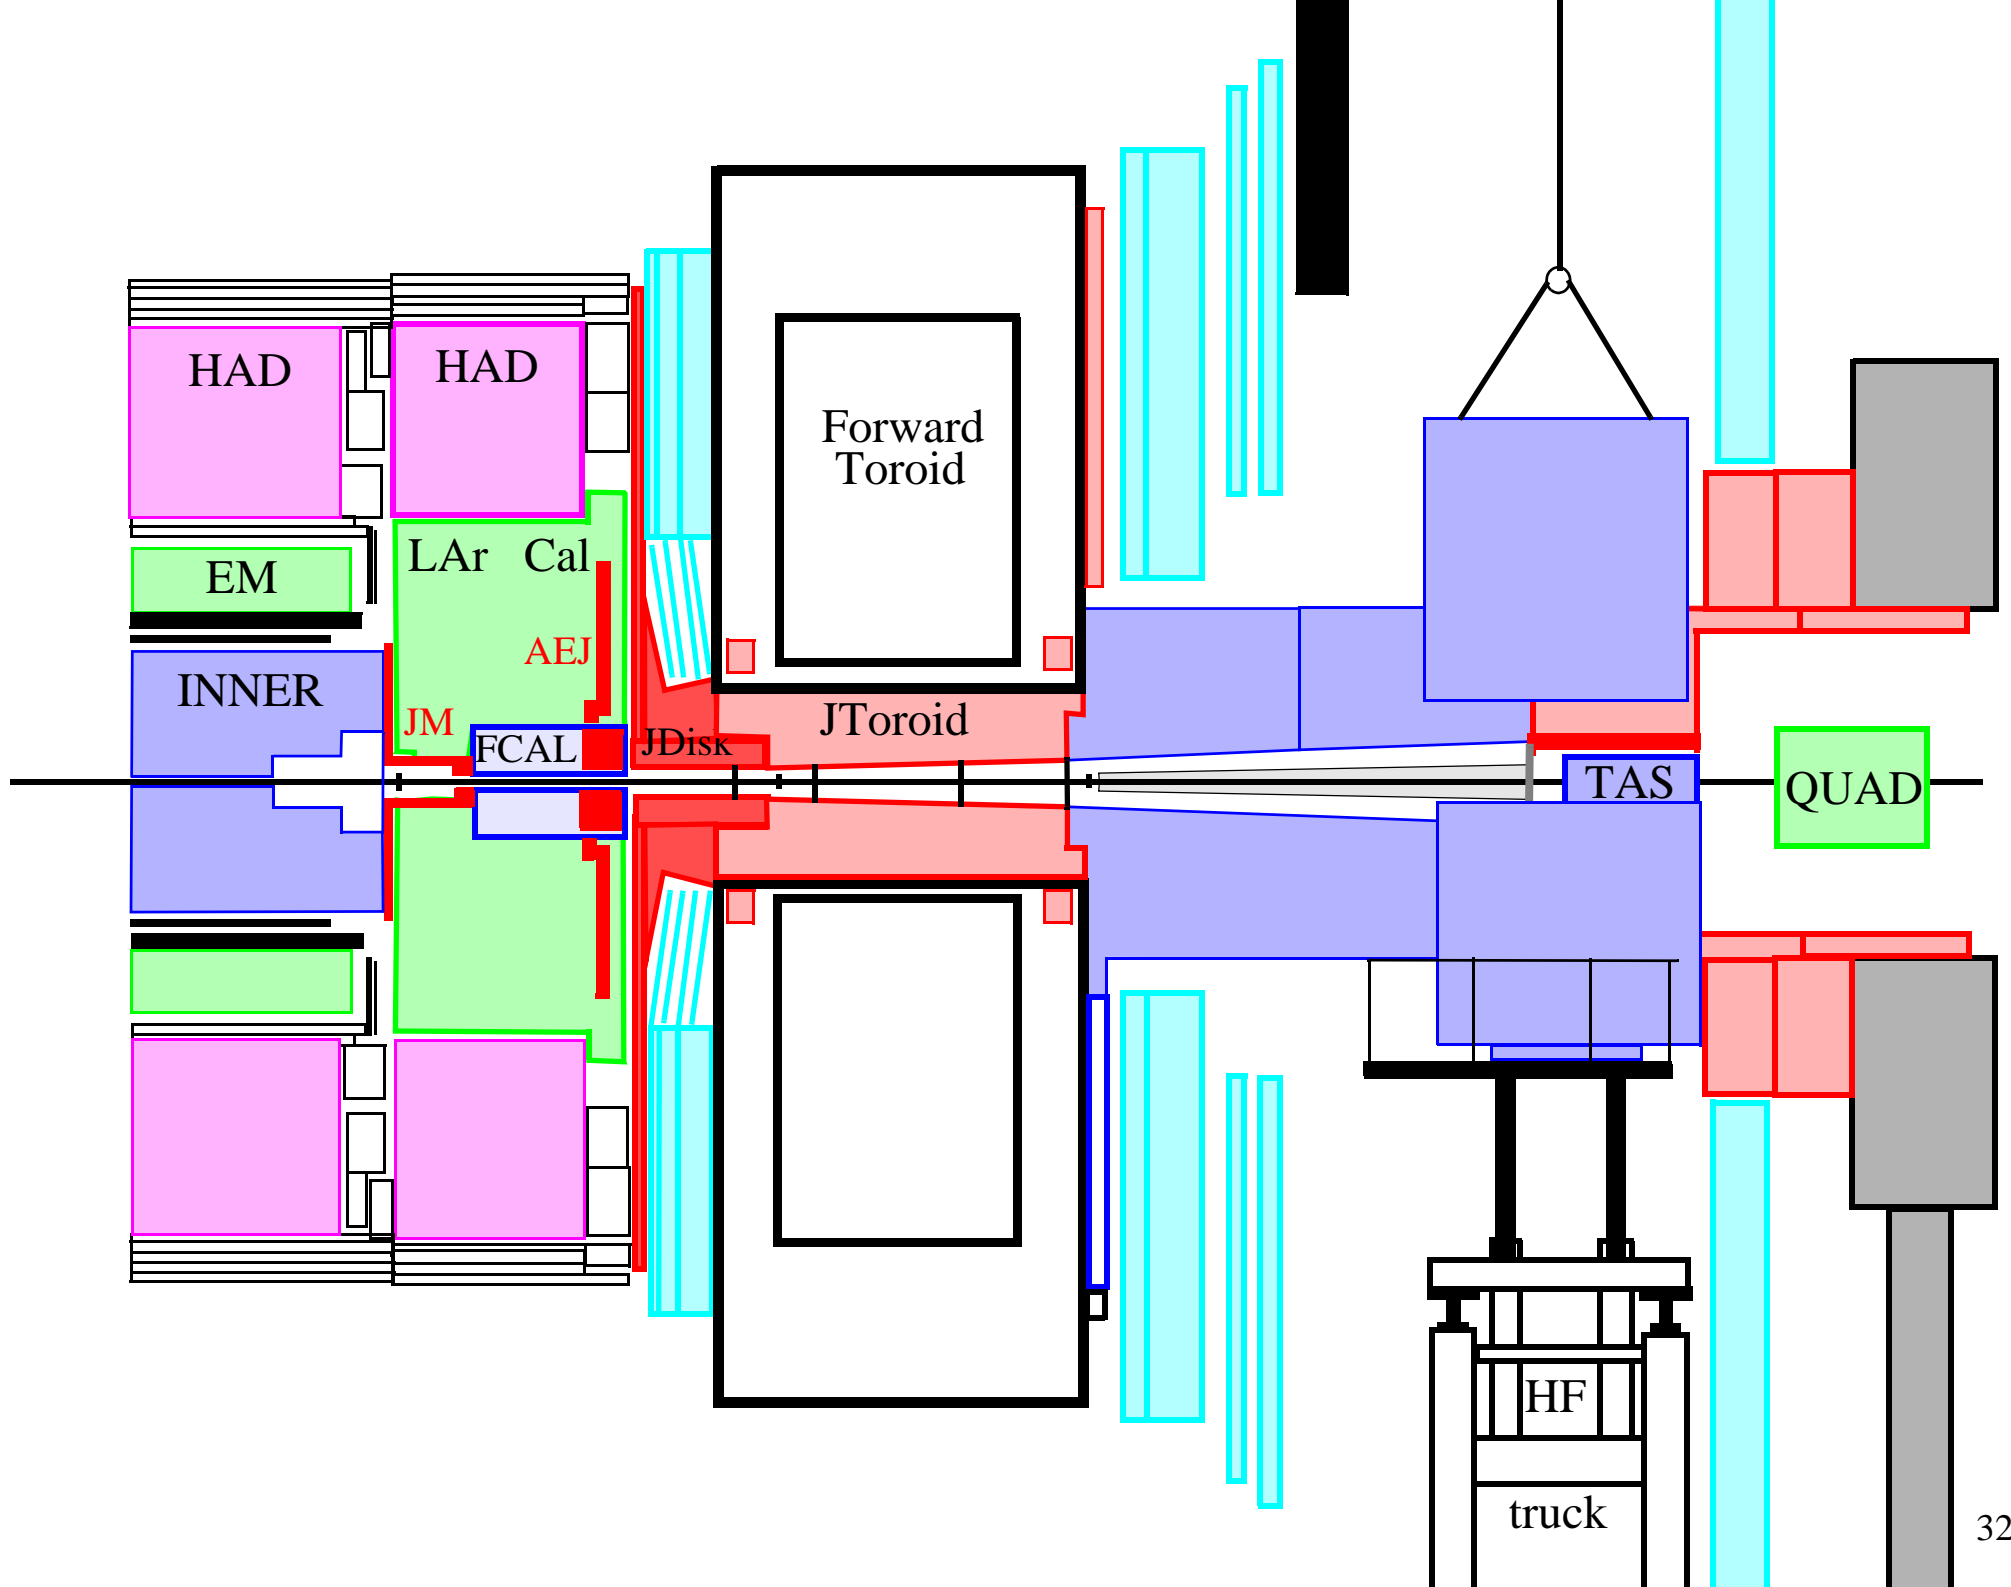 HAD
HAD
Forward
Toroid
LAr Cal
EM
AEJ
INNER
JM
FCAL
JDisk
JToroid
TAS
QUAD
HF
truck
32